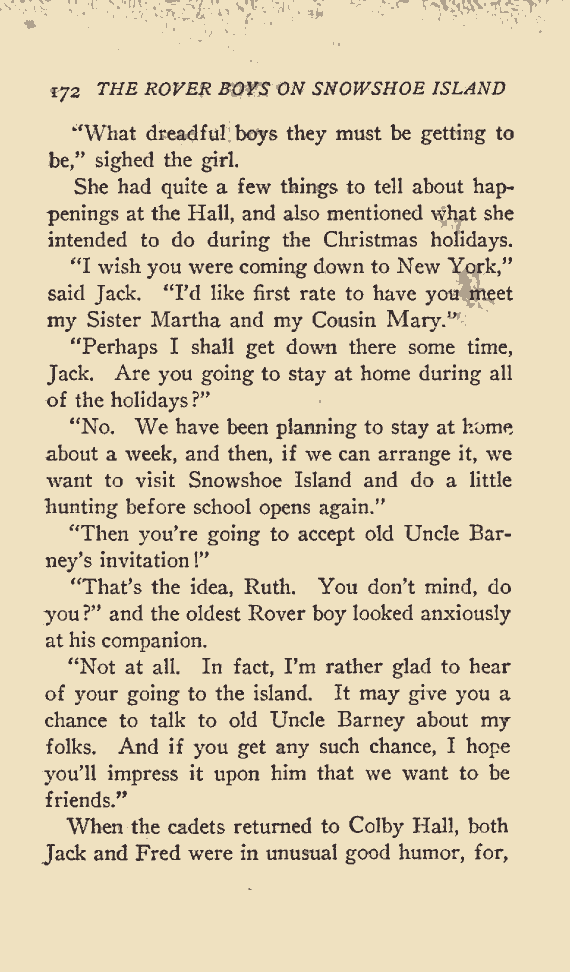 172 THE ROVER BOYS ON SNOWSHOE ISLAND
“What dreadful boys they must be getting to
be,” sighed the girl.
She had quite a few things to tell about hap-
penings at the Hall, and also mentioned what she
intended to do during the Christmas holidays.
“I wish you were coming down to New York,”
said Jack. “I’d like first rate to have you meet
my Sister Martha and my Cousin Mary.”
“Perhaps I shall get down there some time,
Jack. Are you going to stay at home during all
of the holidays?”
“No. We have been planning to stay at home
about a week, and then, if we can arrange it, we
want to visit Snowshoe Island and do a little
hunting before school opens again.”
“Then you’re going to accept old Uncle Bar-
ney’s invitation!”
“That’s the idea, Ruth. You don’t mind, do
you?” and the oldest Rover boy looked anxiously
at his companion.
“Not at all. In fact, I’m rather glad to hear
of your going to the island. It may give you a
chance to talk to old Uncle Barney about my
folks. And if you get any such chance, I hope
you’ll impress it upon him that we want to be
friends.”
When the cadets returned to Colby Hall, both
Jack and Fred were in unusual good humor, for,